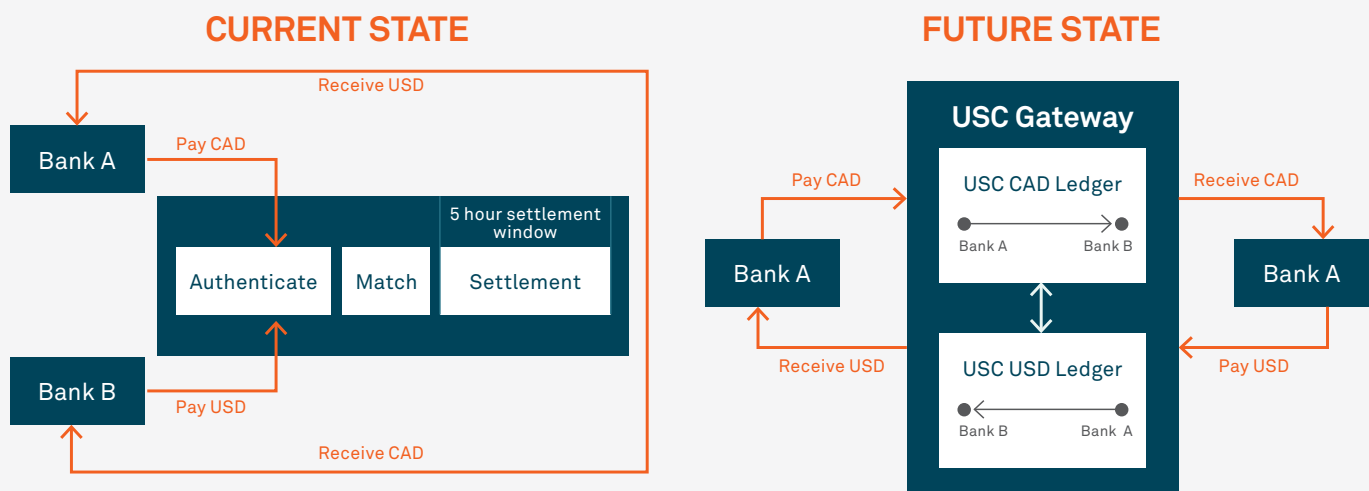 CURRENT STATE
Receive USD
Bank A
Pay CAD
5 hour settlement
window
Authenticate
Match
Settlement
Bank B
Pay USD
Receive CAD
FUTURE STATE
USC Gateway
USC CAD Ledger
Bank A
Bank B
Pay CAD
Receive CAD
Bank A
Bank A
Receive USD
Pay USD
USC USD Ledger
Bank B
Bank A